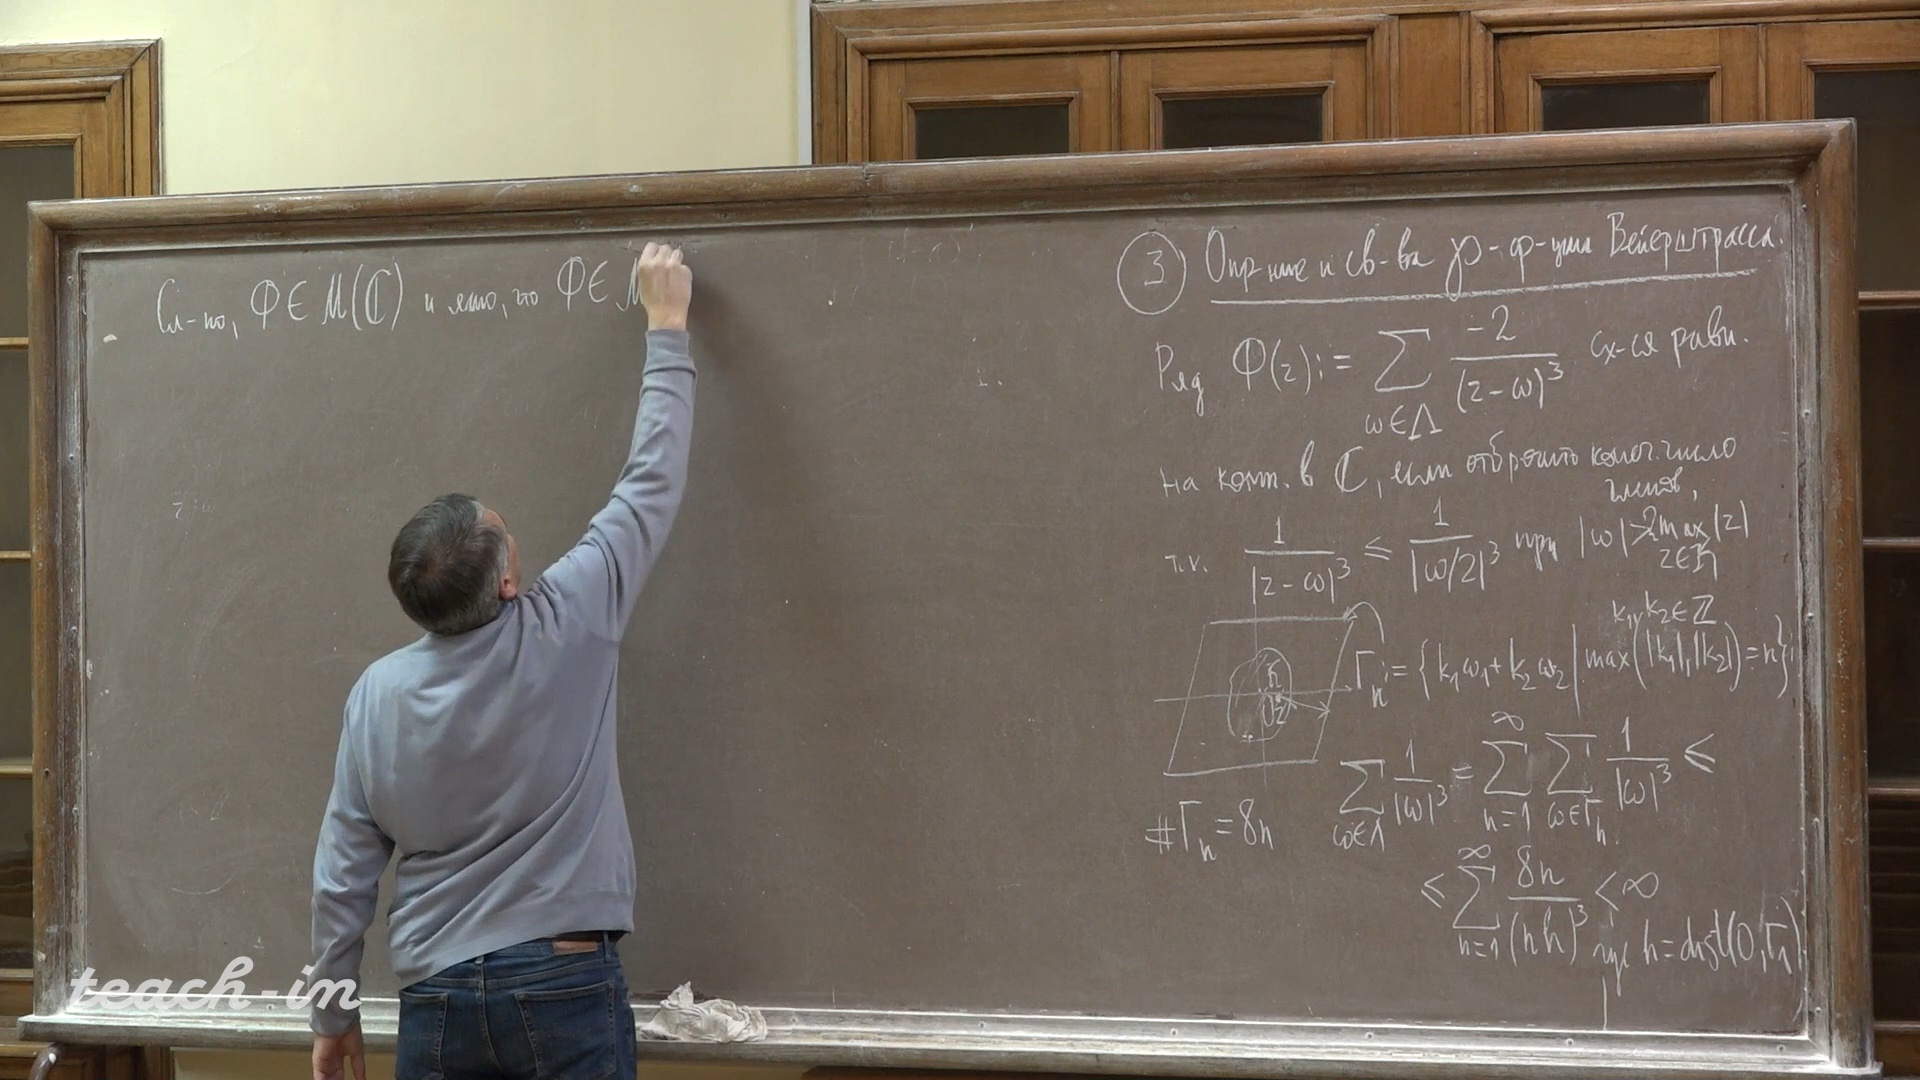 Сл-но, Φ ∈ M(ℂ) и ясно, что Φ ∈ M
③ Опр-ние и св-ва ℘-ф-ции Вейерштрасса.
Ряд Φ(z) := ∑_{ω∈Λ} -2/(z-ω)³ сх-ся равн.
на комп. в ℂ, если отбросить конеч. число
членов,
т.к. 1/|z-ω|³ ≤ 1/|ω/2|³ при |ω| > 2 max_{z∈K} |z|
k₁, k₂ ∈ ℤ
Γₙ := {k₁ω₁ + k₂ω₂ | max(|k₁|, |k₂|) = n},
h
0
#Γₙ = 8n
∑_{ω∈Λ} 1/|ω|³ = ∑_{n=1}^∞ ∑_{ω∈Γₙ} 1/|ω|³ ≤
≤ ∑_{n=1}^∞ 8n/(nh)³ < ∞
где h = dist(0, Γ₁)
teach-in